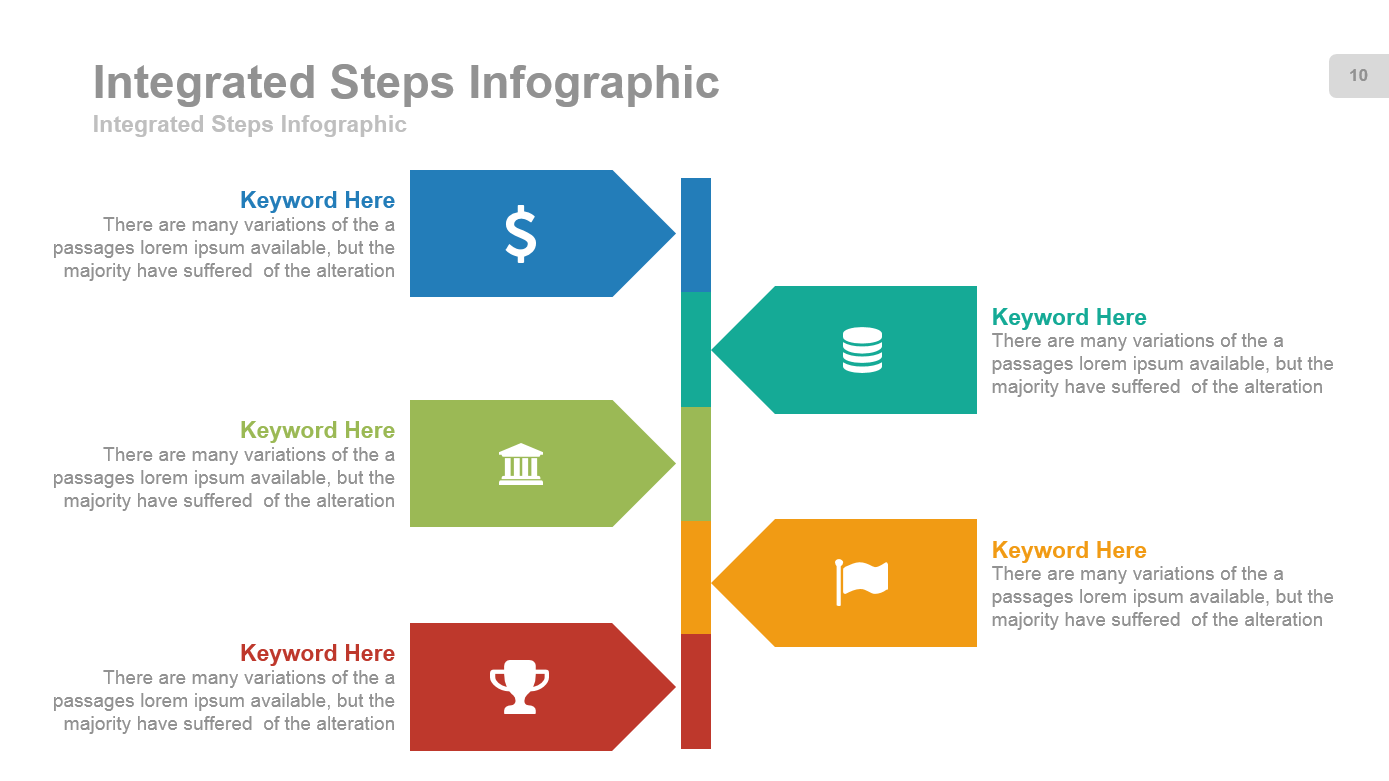 Integrated Steps Infographic
10
Integrated Steps Infographic
Keyword Here
There are many variations of the a
passages lorem ipsum available, but the
majority have suffered  of the alteration
Keyword Here
There are many variations of the a
passages lorem ipsum available, but the
majority have suffered  of the alteration
Keyword Here
There are many variations of the a
passages lorem ipsum available, but the
majority have suffered  of the alteration
Keyword Here
There are many variations of the a
passages lorem ipsum available, but the
majority have suffered  of the alteration
Keyword Here
There are many variations of the a
passages lorem ipsum available, but the
majority have suffered  of the alteration